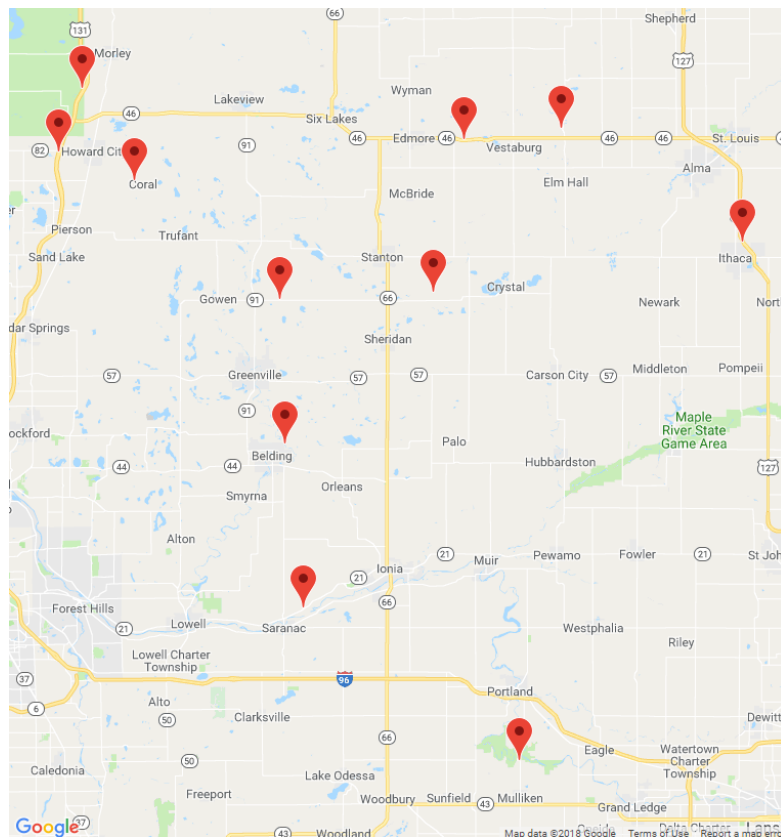 66
Shepherd
131
Morley
127
Wyman
Lakeview
46
Six Lakes
46
Edmore
46
46
46
St. Louis
46
82
Howard City
91
Vestaburg
Alma
Coral
McBride
Elm Hall
Pierson
Trufant
Sand Lake
Stanton
Ithaca
Gowen
91
66
Crystal
Newark
North
dar Springs
Sheridan
57
Greenville
57
Carson City
57
Middleton
Pompeii
91
Maple
River State
Game Area
ockford
Palo
44
44
Belding
Hubbardston
127
Smyrna
Orleans
Alton
21
Pewamo
Fowler
21
St Joh
Ionia
Muir
21
Forest Hills
66
21
Lowell
Saranac
Westphalia
Riley
Lowell Charter
Township
37
96
Portland
6
Alto
50
Clarksville
66
Dewitt
Eagle
Watertown
Charter
Township
Caledonia
50
Lake Odessa
Freeport
Woodbury
Sunfield
43
Mulliken
Grand Ledge
Google
37
Woodland
Map data ©2018 Google
Terms of Use
Report a map erro